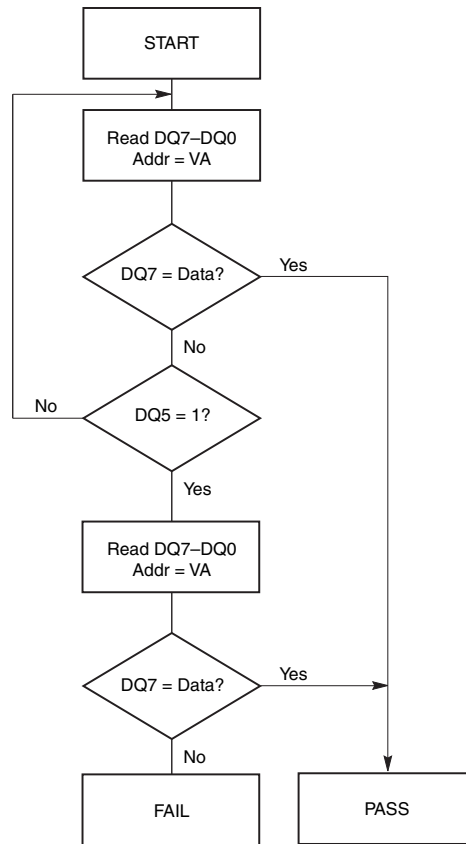 START
Read DQ7–DQ0
Addr = VA
DQ7 = Data?
Yes
No
No
DQ5 = 1?
Yes
Read DQ7–DQ0
Addr = VA
DQ7 = Data?
Yes
No
FAIL
PASS